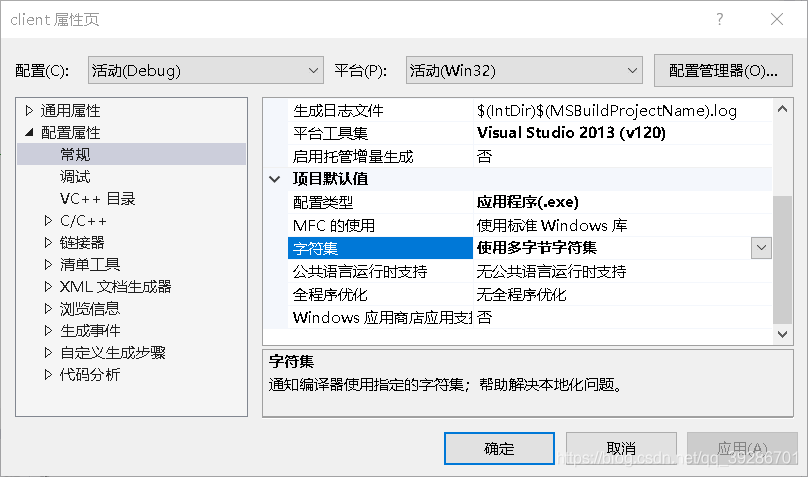 client 属性页
配置(C): 活动(Debug) 平台(P): 活动(Win32) 配置管理器(O)...
通用属性
配置属性
常规
调试
VC++ 目录
C/C++
链接器
清单工具
XML 文档生成器
浏览信息
生成事件
自定义生成步骤
代码分析
生成日志文件 $(IntDir)$(MSBuildProjectName).log
平台工具集 Visual Studio 2013 (v120)
启用托管增量生成 否
项目默认值
配置类型 应用程序(.exe)
MFC 的使用 使用标准 Windows 库
字符集 使用多字节字符集
公共语言运行时支持 无公共语言运行时支持
全程序优化 无全程序优化
Windows 应用商店应用支持 否
字符集
通知编译器使用指定的字符集；帮助解决本地化问题。
确定 取消 应用(A)
https://blog.csdn.net/qq_39286701